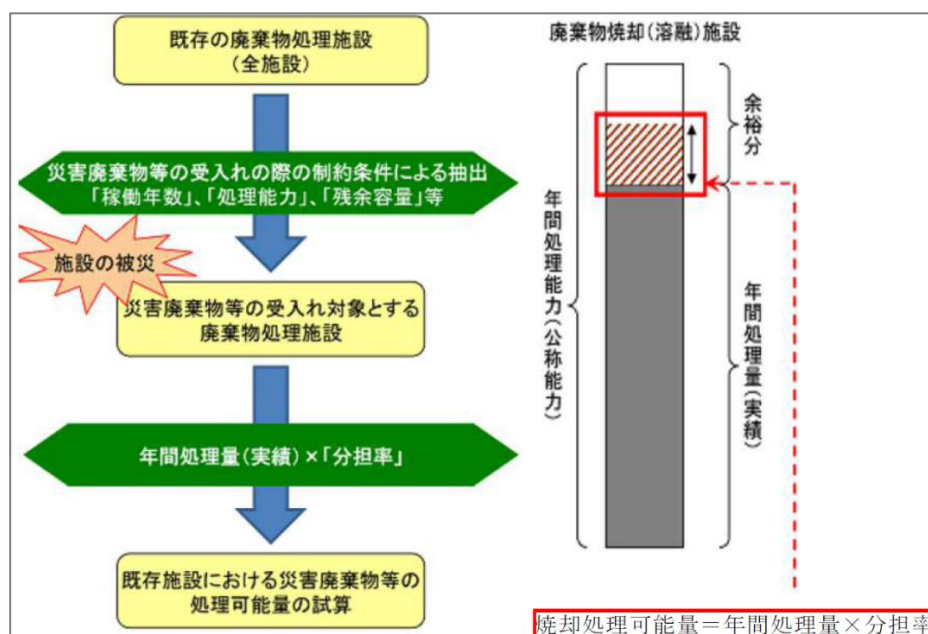 既存の廃棄物処理施設
(全施設)
災害廃棄物等の受入れの際の制約条件による抽出
「稼働年数」、「処理能力」、「残余容量」等
施設の被災
災害廃棄物等の受入れ対象とする
廃棄物処理施設
年間処理量(実績)×「分担率」
既存施設における災害廃棄物等の
処理可能量の試算
廃棄物焼却(溶融)施設
年間処理能力(公称能力)
余裕分
年間処理量(実績)
焼却処理可能量=年間処理量×分担率